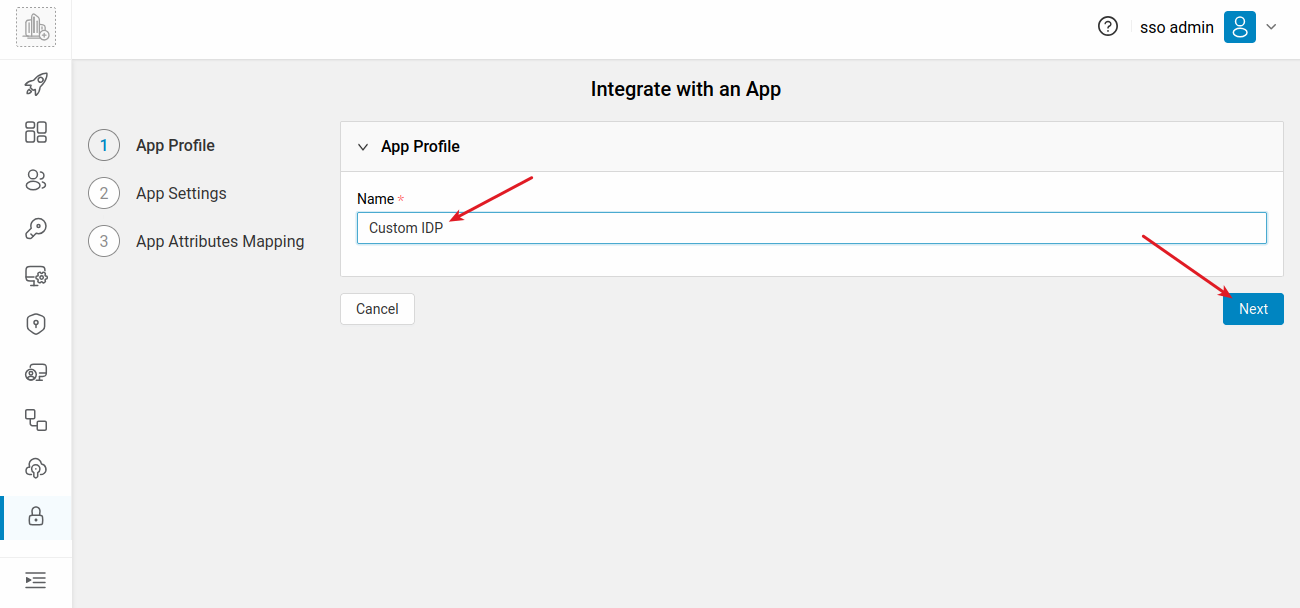 sso admin
Integrate with an App
1 App Profile
2 App Settings
3 App Attributes Mapping
App Profile
Name *
Custom IDP
Cancel
Next